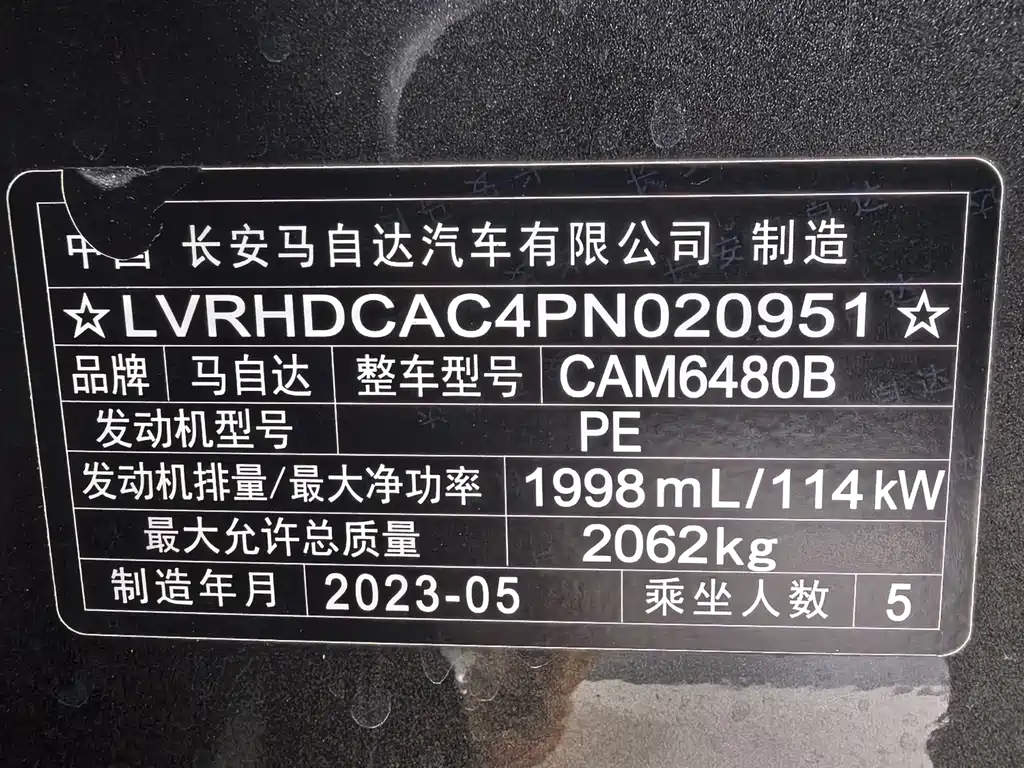 中国 长安马自达汽车有限公司 制造
☆LVRHDCAC4PN020951☆
品牌 马自达 整车型号 CAM6480B
发动机型号 PE
发动机排量/最大净功率 1998mL/114kW
最大允许总质量 2062kg
制造年月 2023-05 乘坐人数 5